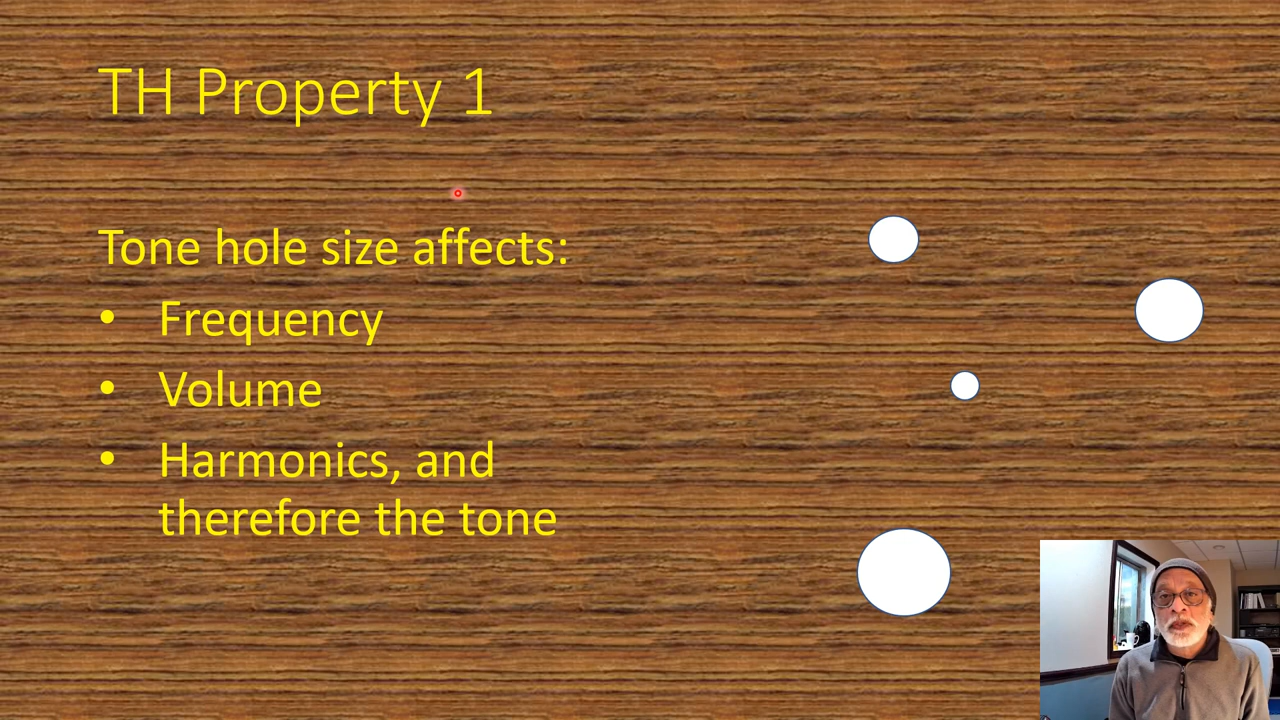 TH Property 1
Tone hole size affects:
• Frequency
• Volume
• Harmonics, and
therefore the tone